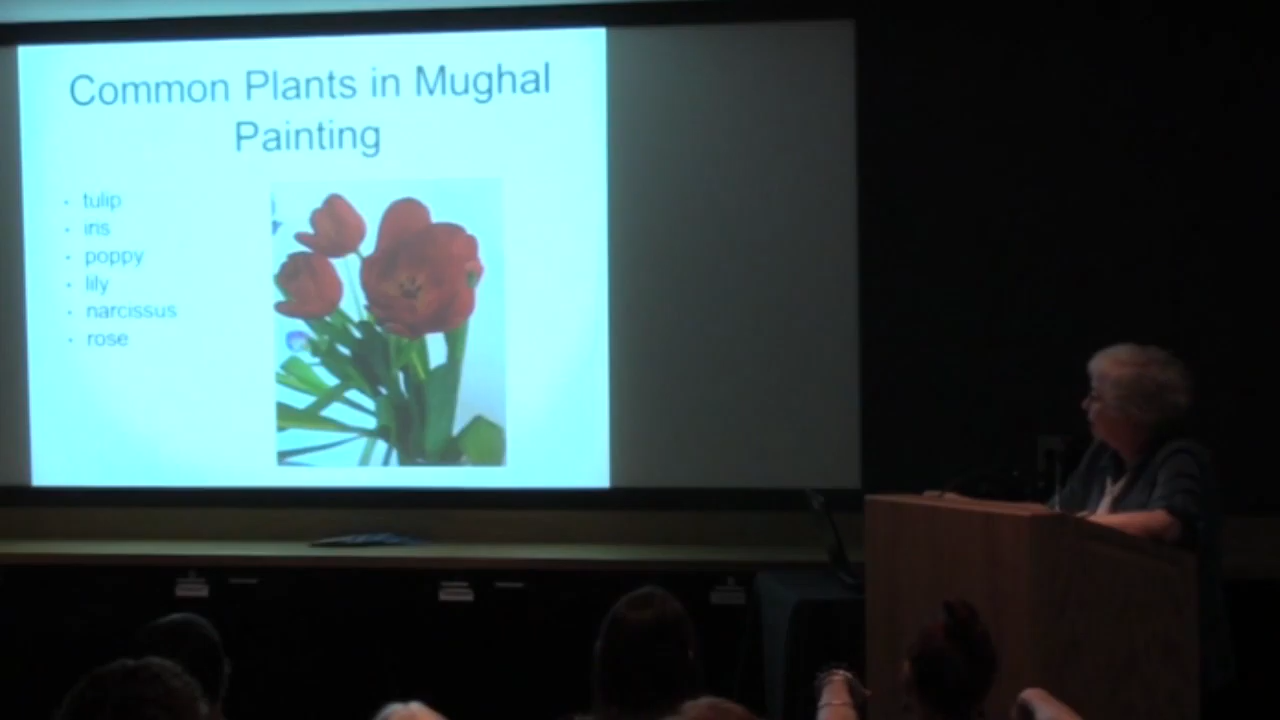 Common Plants in Mughal
Painting
• tulip
• iris
• poppy
• lily
• narcissus
• rose